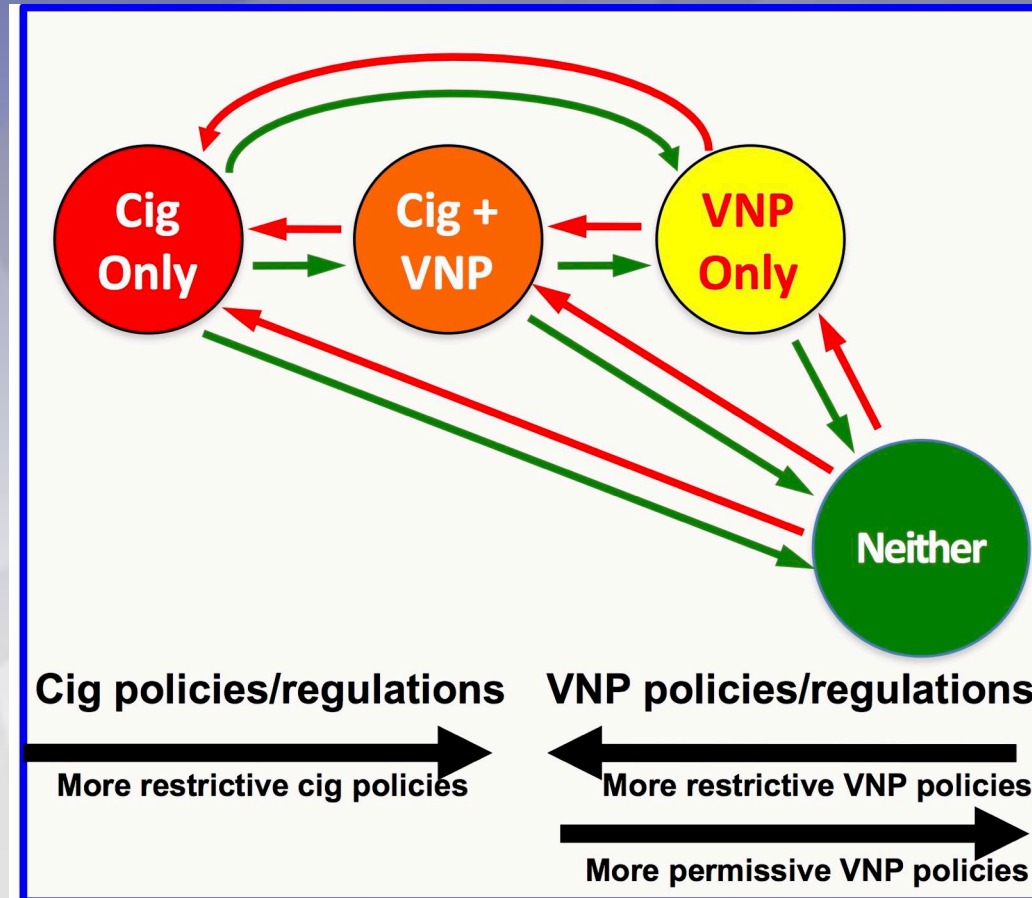 Cig
Only
Cig +
VNP
VNP
Only
Neither
Cig policies/regulations
VNP policies/regulations
More restrictive cig policies
More restrictive VNP policies
More permissive VNP policies